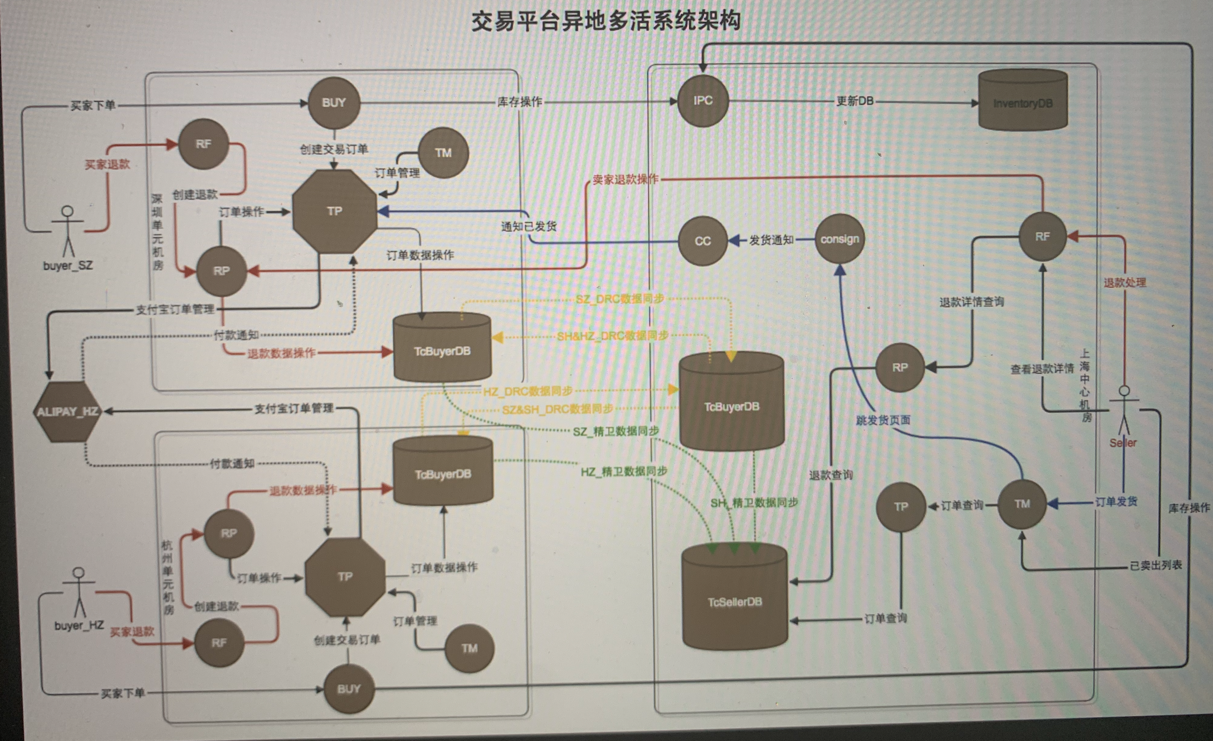 交易平台异地多活系统架构
买家下单
BUY
库存操作
IPC
更新DB
InventoryDB
RF
创建交易订单
TM
买家退款
订单管理
卖家退款操作
创建退款
深圳单元机房
订单操作
TP
通知已发货
CC
发货通知
consign
RF
buyer_SZ
RP
订单数据操作
退款处理
SZ_DRC数据同步
退款详情查询
支付宝订单管理
付款通知
SH&HZ_DRC数据同步
退款数据操作
TcBuyerDB
RP
查看退款详情
上海中心机房
HZ_DRC数据同步
ALIPAY_HZ
支付宝订单管理
SZ&SH_DRC数据同步
TcBuyerDB
跳发货页面
SZ_精卫数据同步
Seller
付款通知
TcBuyerDB
HZ_精卫数据同步
退款查询
退款数据操作
SH_精卫数据同步
TP
订单查询
TM
订单发货
库存操作
RP
杭州单元机房
订单操作
TP
订单数据操作
已卖出列表
TcSellerDB
创建退款
buyer_HZ
买家退款
RF
创建交易订单
订单管理
TM
订单查询
买家下单
BUY